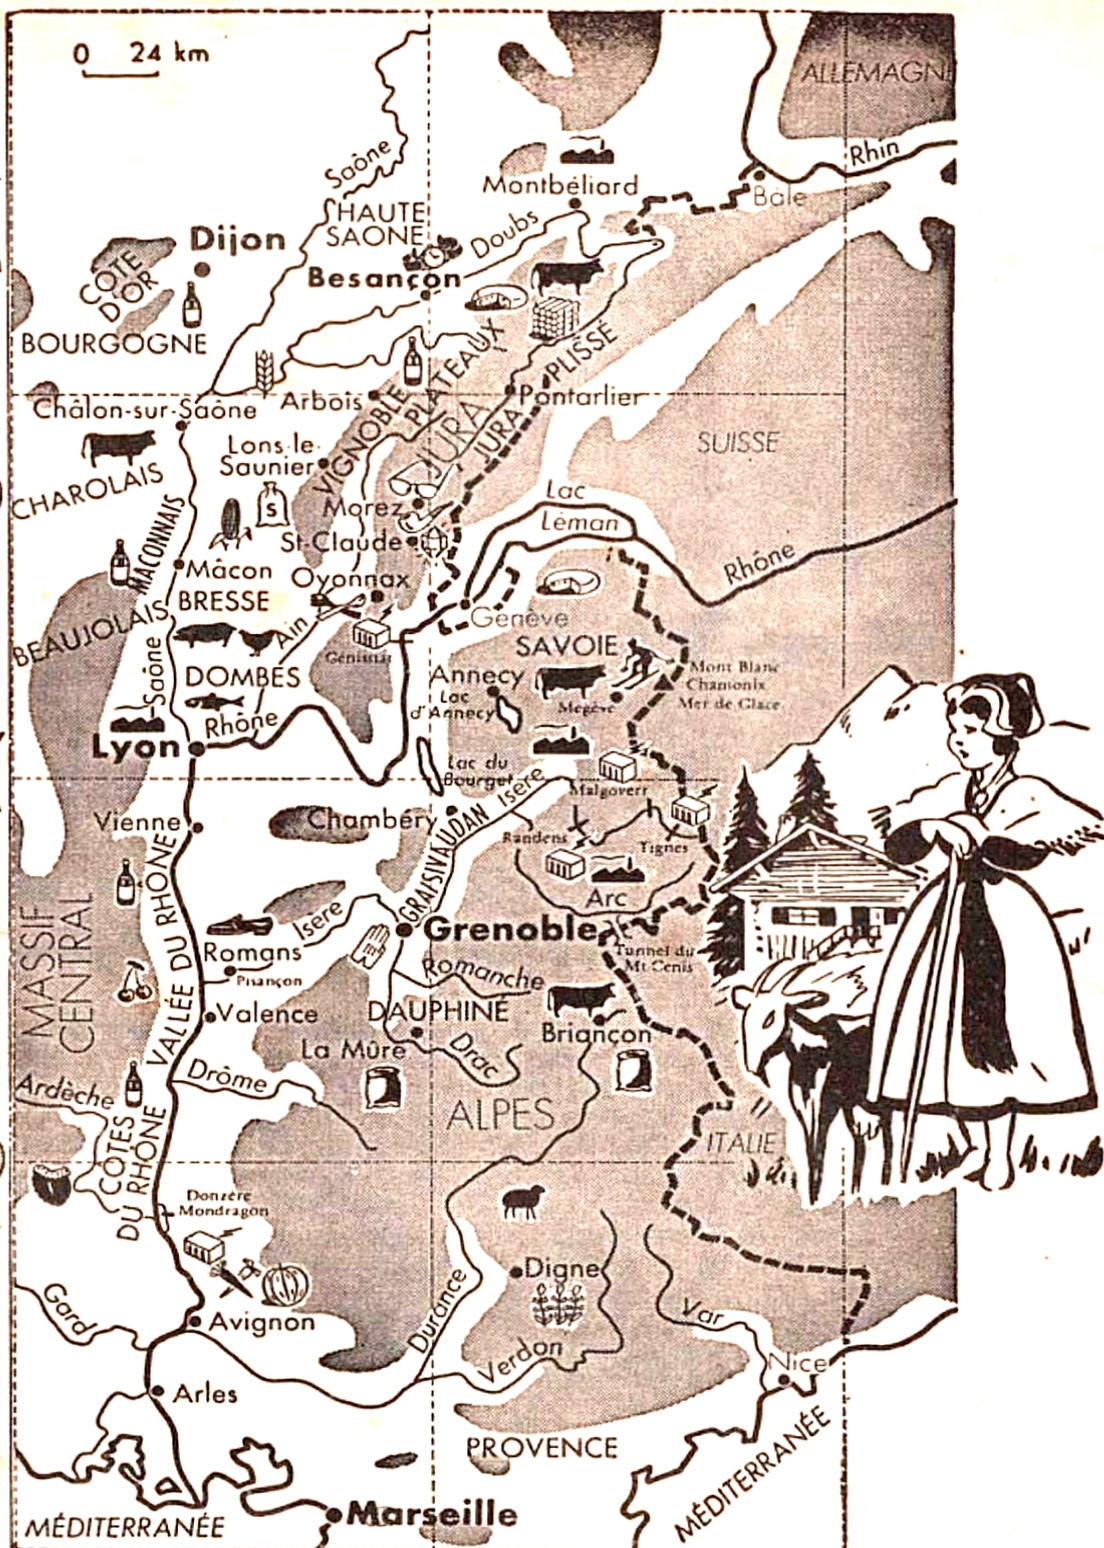 0 24 km
ALLEMAGN
Saône
Rhin
Montbéliard
Bâle
HAUTE
SAONE
Doubs
Dijon
Besançon
COTE
D'OR
BOURGOGNE
PLATEAUX
JURA PLISSÉ
Arbois
Pontarlier
Châlon-sur-Saône
VIGNOBLE
JURA
SUISSE
Lons-le-
Saunier
CHAROLAIS
S
Morez
Lac
Léman
St-Claude
MACONNAIS
Rhône
Mâcon
Oyonnax
BRESSE
BEAUJOLAIS
Ain
Genève
Génissiat
SAVOIE
Saône
DOMBES
Annecy
Mont Blanc
Chamonix
Mer de Glace
Lac
d'Annecy
Megève
Rhône
Lyon
Lac du
Bourget
Isère
Malgovert
Vienne
Chambéry
GRAISIVAUDAN
Randens
Tignes
Arc
MASSIF
CENTRAL
VALLÉE DU RHÔNE
Isère
Grenoble
Romans
Pisançon
Tunnel du
Mt Cenis
Romanche
Valence
DAUPHINÉ
Briançon
La Mûre
Drac
Drôme
Ardèche
ALPES
ITALIE
COTES
DU RHÔNE
Donzère
Mondragon
Digne
Gard
Durance
Var
Avignon
Verdon
Nice
Arles
PROVENCE
MÉDITERRANÉE
Marseille
MÉDITERRANÉE